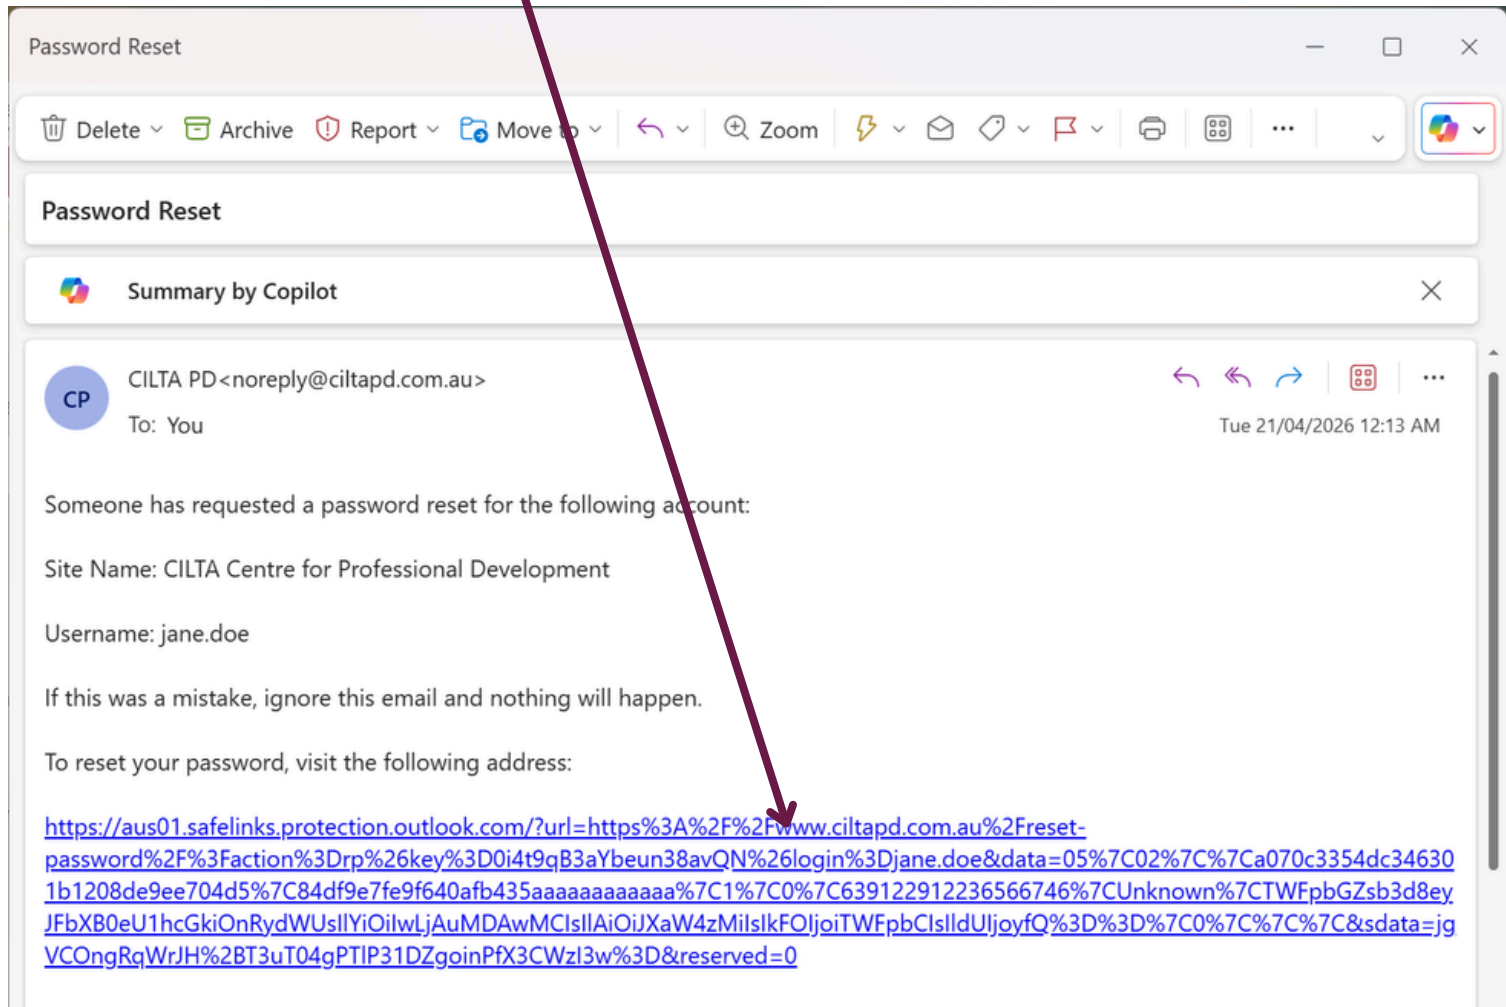 Password Reset
Delete Archive Report Move to Zoom
Password Reset
Summary by Copilot
CP
CILTA PD<noreply@ciltapd.com.au>
To: You
Tue 21/04/2026 12:13 AM
Someone has requested a password reset for the following account:
Site Name: CILTA Centre for Professional Development
Username: jane.doe
If this was a mistake, ignore this email and nothing will happen.
To reset your password, visit the following address:
https://aus01.safelinks.protection.outlook.com/?url=https%3A%2F%2Fwww.ciltapd.com.au%2Freset-
password%2F%3Faction%3Drp%26key%3D0i4t9qB3aYbeun38avQN%26login%3Djane.doe&data=05%7C02%7C%7Ca070c3354dc34630
1b1208de9ee704d5%7C84df9e7fe9f640afb435aaaaaaaaaaaa%7C1%7C0%7C639122912236566746%7CUnknown%7CTWFpbGZsb3d8ey
JFbXB0eU1hcGkiOnRydWUsIlYiOiIwLjAuMDAwMCIsIlAiOiJXaW4zMiIsIkFOIjoiTWFpbCIsIldUIjoyfQ%3D%3D%7C0%7C%7C%7C&sdata=jg
VCOngRqWrJH%2BT3uT04gPTlP31DZgoinPfX3CWzI3w%3D&reserved=0